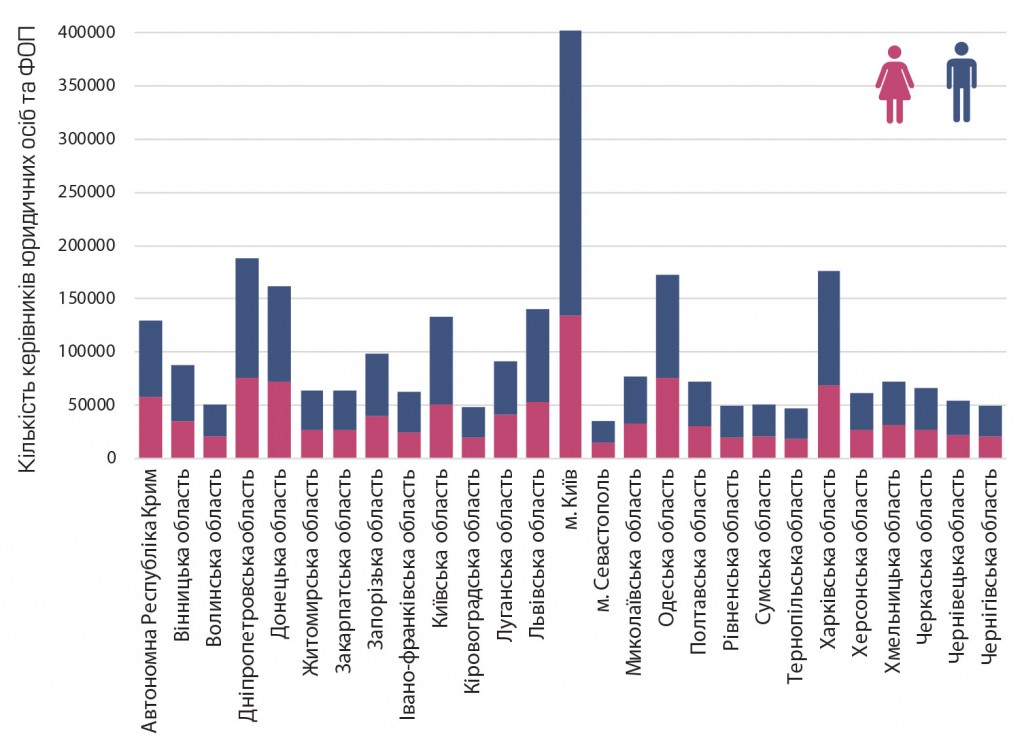 Кількість керівників юридичних осіб та ФОП
400000
350000
300000
250000
200000
150000
100000
50000
0
Автономна Республіка Крим
Вінницька область
Волинська область
Дніпропетровська область
Донецька область
Житомирська область
Закарпатська область
Запорізька область
Івано-франківська область
Київська область
Кіровоградська область
Луганська область
Львівська область
м. Київ
м. Севастополь
Миколаївська область
Одеська область
Полтавська область
Рівненська область
Сумська область
Тернопільська область
Харківська область
Херсонська область
Хмельницька область
Черкаська область
Чернівецька область
Чернігівська область